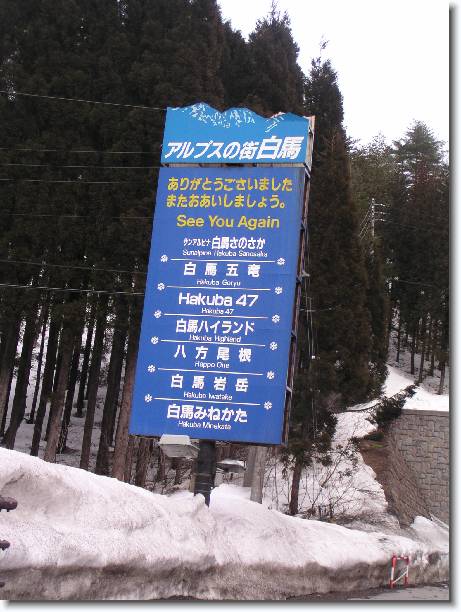 アルプスの街白馬
ありがとうございました
またおあいしましょう。
See You Again
サンアルピナ白馬さのさか
Sunalpine Hakuba Sanosaka
白馬五竜
Hakuba Goryu
Hakuba 47
Hakuba 47
白馬ハイランド
Hakuba Highland
八方尾根
Happo One
白馬岩岳
Hakuba Iwatake
白馬みねかた
Hakuba Minekata